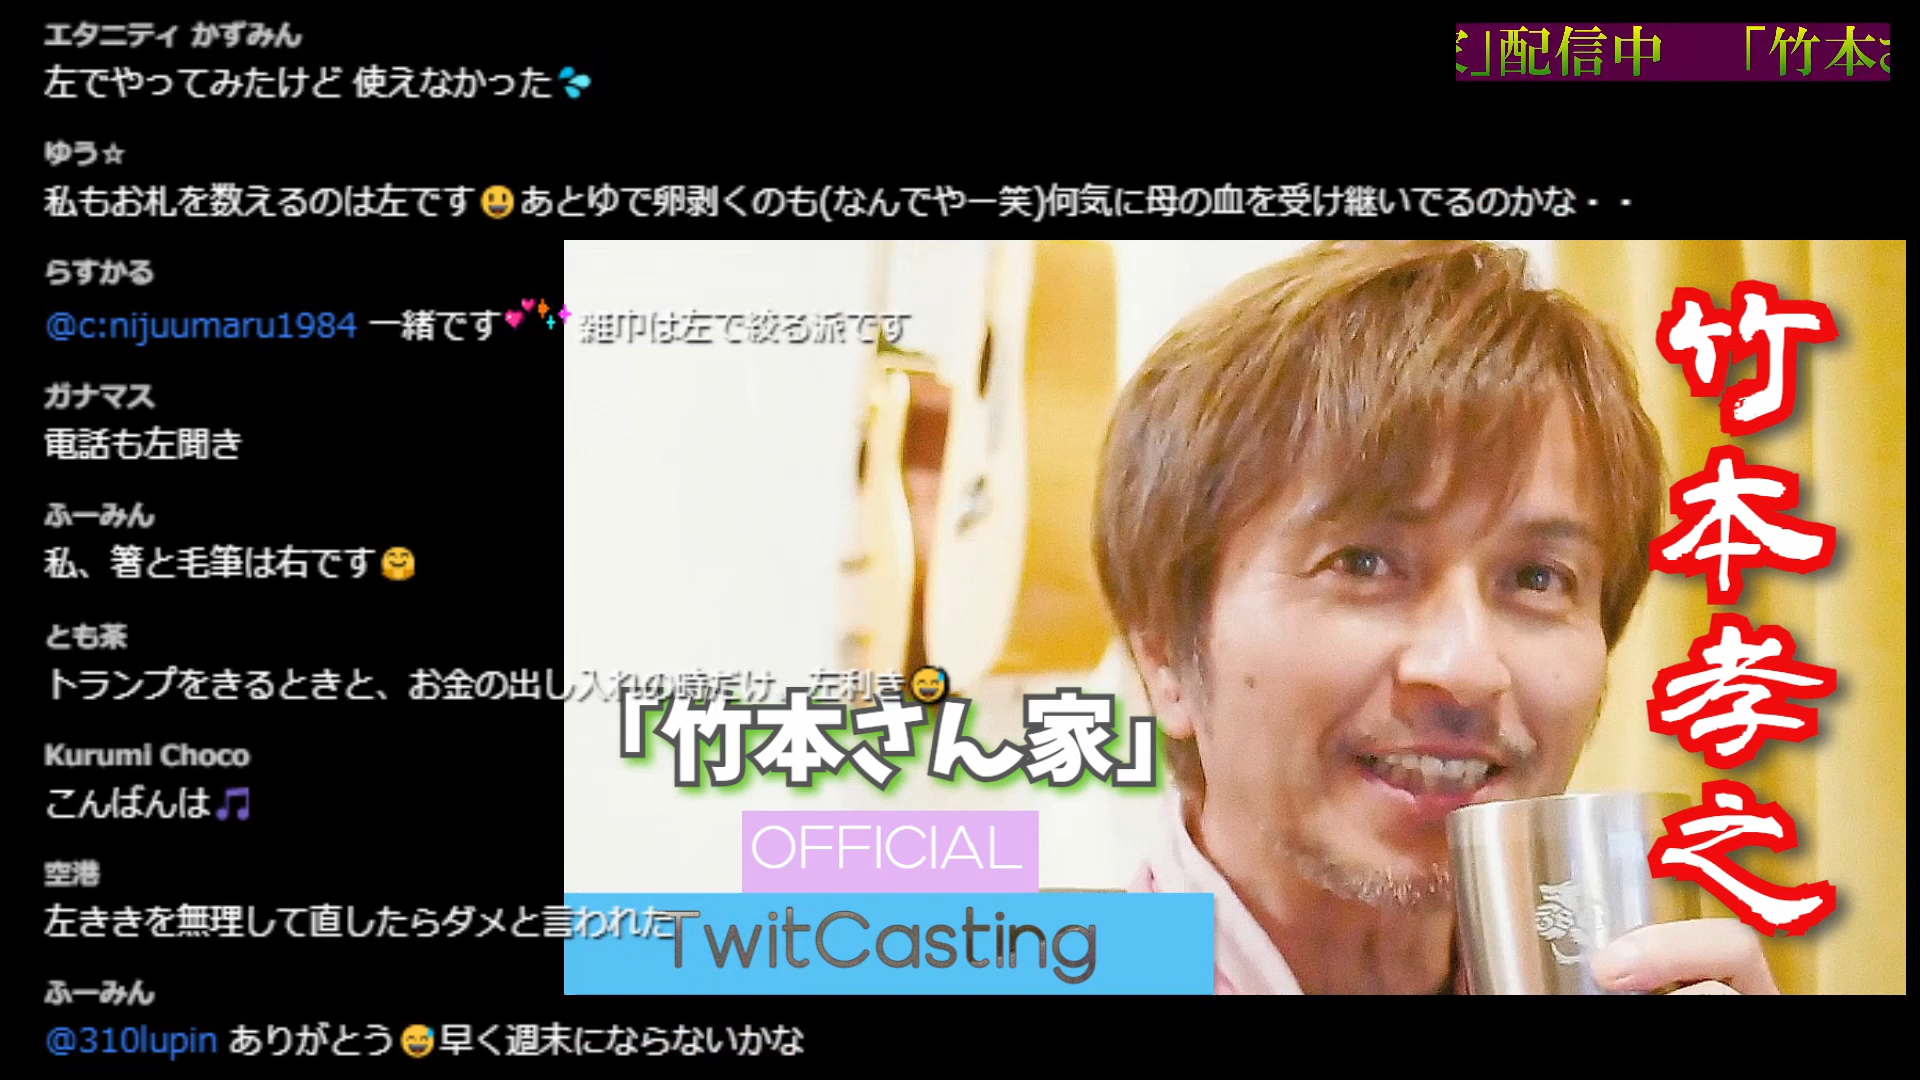 エタニティ かずみん
左でやってみたけど 使えなかった💦
家」配信中　「竹本さ
ゆう☆
私もお札を数えるのは左です😃あとゆで卵剥くのも(なんでやー笑)何気に母の血を受け継いでるのかな・・
らすかる
@c:nijuumaru1984 一緒です💕✨雑巾は左で絞る派です
ガナマス
電話も左聞き
ふーみん
私、箸と毛筆は右です🤗
とも茶
トランプをきるときと、お金の出し入れの時だけ、左利き😅
Kurumi Choco
こんばんは🎵
空港
左ききを無理して直したらダメと言われた
ふーみん
@310lupin ありがとう😅早く週末にならないかな
「竹本さん家」
OFFICIAL
TwitCasting
竹本孝之